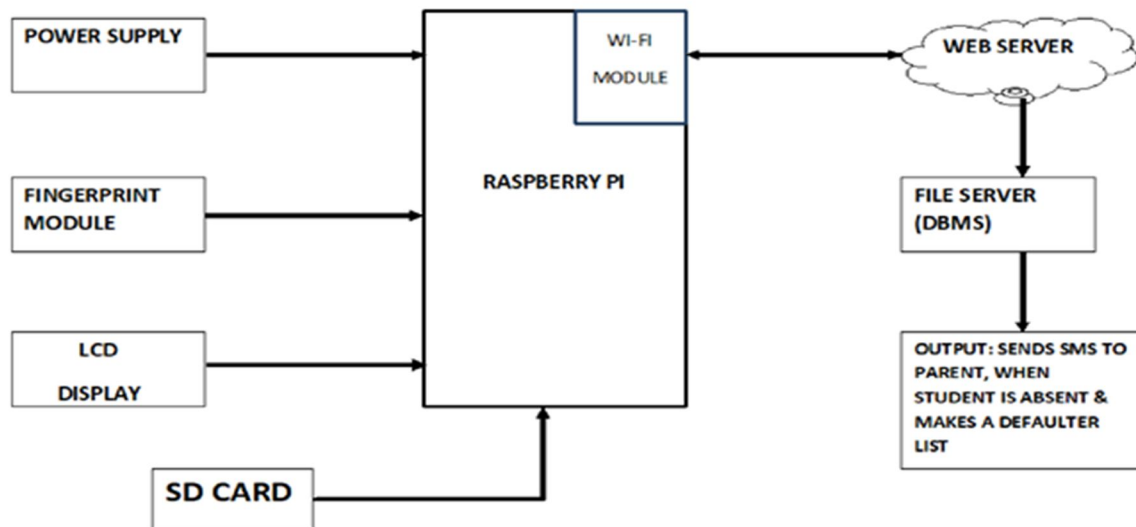 POWER SUPPLY
WI-FI
MODULE
WEB SERVER
RASPBERRY PI
FINGERPRINT
MODULE
FILE SERVER
(DBMS)
LCD
DISPLAY
OUTPUT: SENDS SMS TO
PARENT, WHEN
STUDENT IS ABSENT &
MAKES A DEFAULTER
LIST
SD CARD